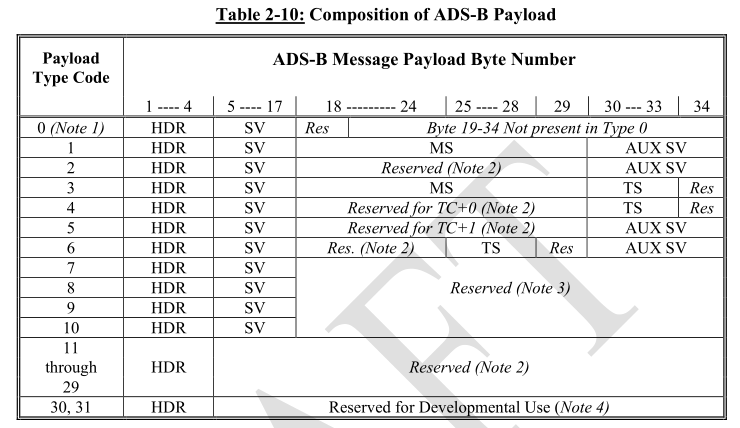 Table 2-10: Composition of ADS-B Payload
Payload Type Code ADS-B Message Payload Byte Number
1 ---- 4 5 ---- 17 18 --------- 24 25 ---- 28 29 30 --- 33 34
0 (Note 1) HDR SV Res Byte 19-34 Not present in Type 0
1 HDR SV MS AUX SV
2 HDR SV Reserved (Note 2) AUX SV
3 HDR SV MS TS Res
4 HDR SV Reserved for TC+0 (Note 2) TS Res
5 HDR SV Reserved for TC+1 (Note 2) AUX SV
6 HDR SV Res. (Note 2) TS Res AUX SV
7 HDR SV
8 HDR SV Reserved (Note 3)
9 HDR SV
10 HDR SV
11
through HDR Reserved (Note 2)
29
30, 31 HDR Reserved for Developmental Use (Note 4)